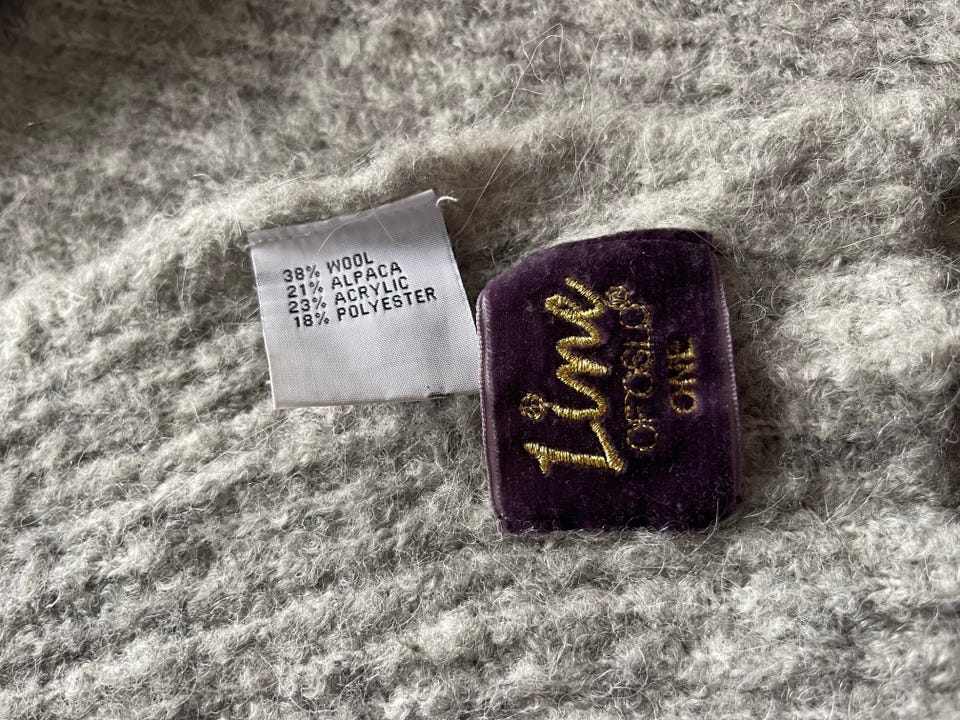 38% WOOL
21% ALPACA
23% ACRYLIC
18% POLYESTER
Line
OF OSLO
ONE